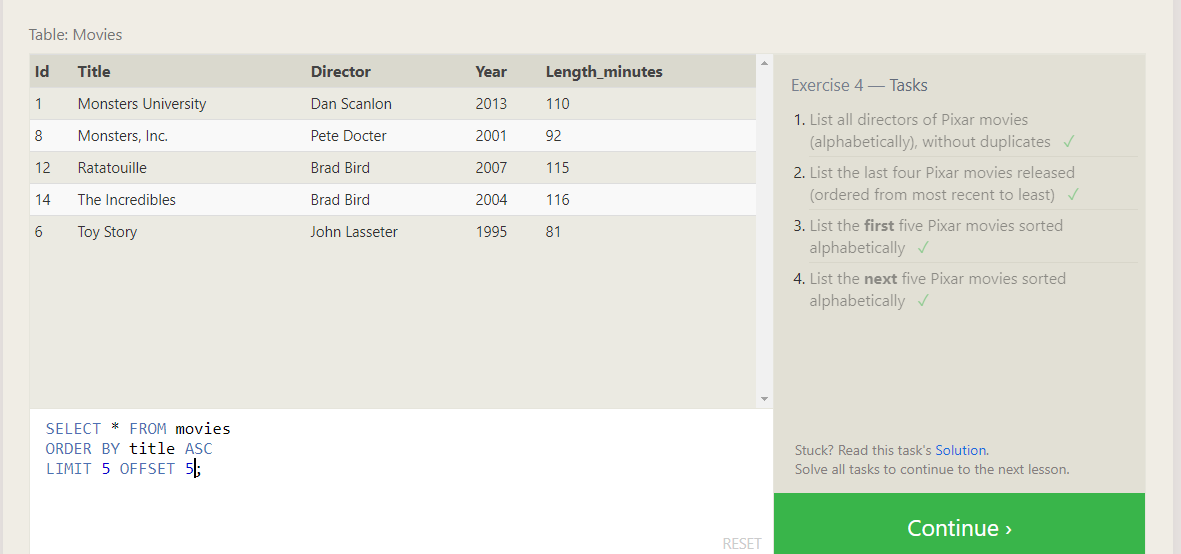 Table: Movies
Id Title Director Year Length_minutes
1 Monsters University Dan Scanlon 2013 110
8 Monsters, Inc. Pete Docter 2001 92
12 Ratatouille Brad Bird 2007 115
14 The Incredibles Brad Bird 2004 116
6 Toy Story John Lasseter 1995 81
SELECT * FROM movies
ORDER BY title ASC
LIMIT 5 OFFSET 5;
RESET
Exercise 4 — Tasks
1. List all directors of Pixar movies
(alphabetically), without duplicates ✓
2. List the last four Pixar movies released
(ordered from most recent to least) ✓
3. List the first five Pixar movies sorted
alphabetically ✓
4. List the next five Pixar movies sorted
alphabetically ✓
Stuck? Read this task's Solution.
Solve all tasks to continue to the next lesson.
Continue ›